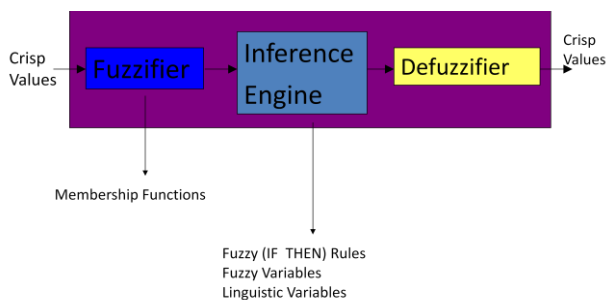 Crisp
Values
Fuzzifier
Inference
Engine
Defuzzifier
Crisp
Values
Membership Functions
Fuzzy (IF THEN) Rules
Fuzzy Variables
Linguistic Variables